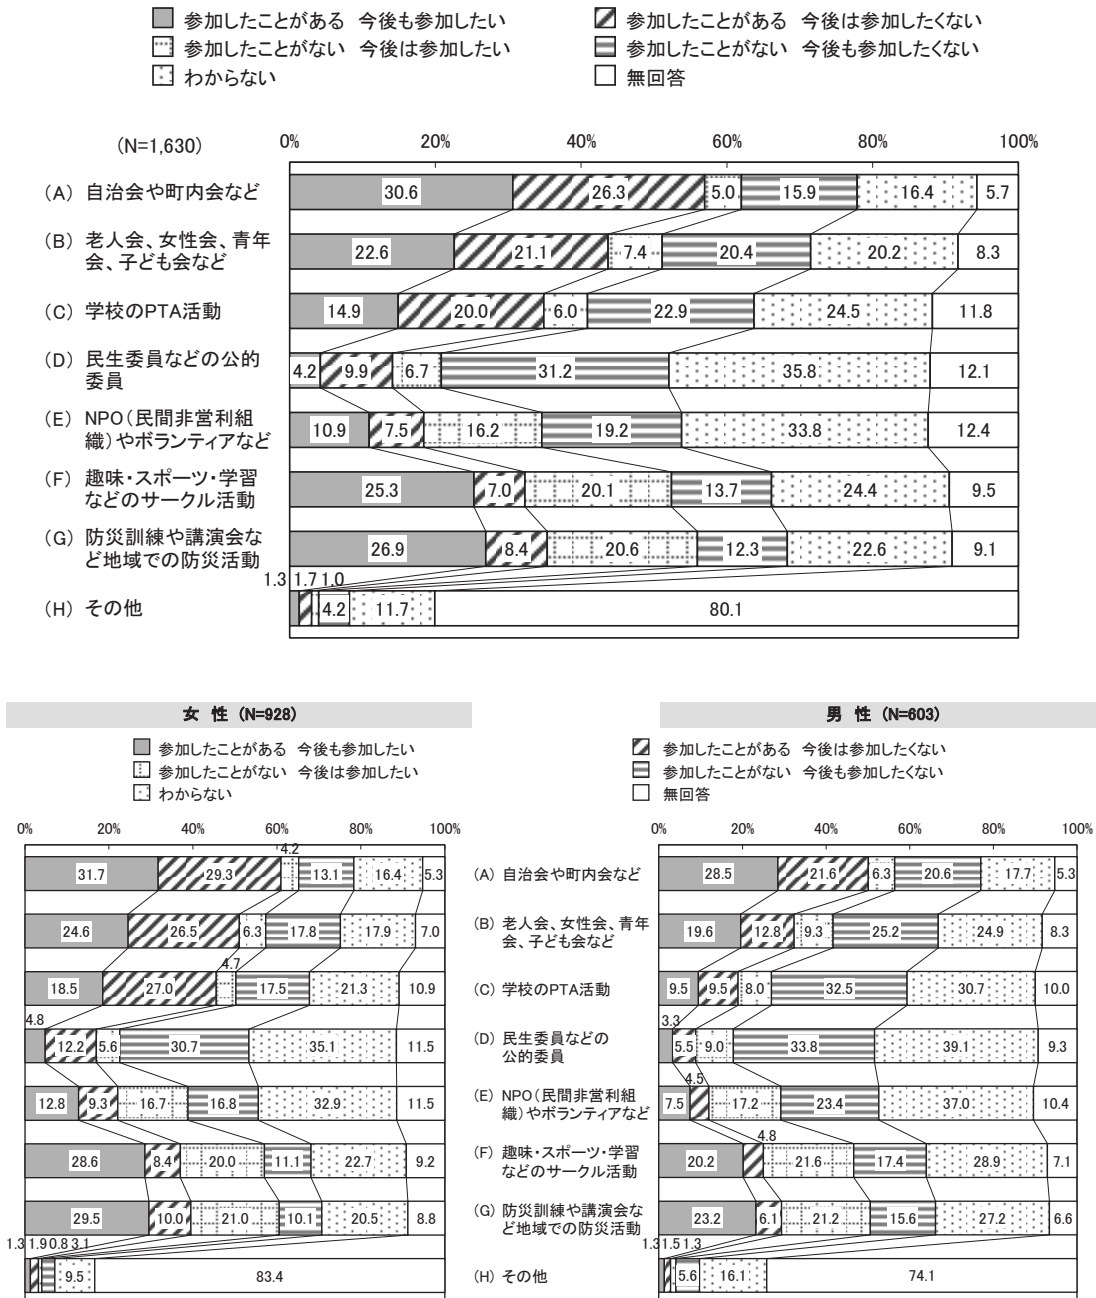 参加したことがある 今後も参加したい 参加したことがある 今後は参加したくない
参加したことがない 今後は参加したい 参加したことがない 今後も参加したくない
わからない 無回答
(N=1,630) 0% 20% 40% 60% 80% 100%
(A) 自治会や町内会など 30.6 26.3 5.0 15.9 16.4 5.7
(B) 老人会、女性会、青年
会、子ども会など 22.6 21.1 7.4 20.4 20.2 8.3
(C) 学校のPTA活動 14.9 20.0 6.0 22.9 24.5 11.8
(D) 民生委員などの公的
委員 4.2 9.9 6.7 31.2 35.8 12.1
(E) NPO(民間非営利組
織)やボランティアなど 10.9 7.5 16.2 19.2 33.8 12.4
(F) 趣味・スポーツ・学習
などのサークル活動 25.3 7.0 20.1 13.7 24.4 9.5
(G) 防災訓練や講演会な
ど地域での防災活動 26.9 8.4 20.6 12.3 22.6 9.1
1.3 1.7 1.0
(H) その他 4.2 11.7 80.1
女 性 (N=928) 男 性 (N=603)
参加したことがある 今後も参加したい 参加したことがある 今後は参加したくない
参加したことがない 今後は参加したい 参加したことがない 今後も参加したくない
わからない 無回答
0% 20% 40% 60% 80% 100% 0% 20% 40% 60% 80% 100%
4.2
31.7 29.3 13.1 16.4 5.3 (A) 自治会や町内会など 28.5 21.6 6.3 20.6 17.7 5.3
24.6 26.5 6.3 17.8 17.9 7.0 (B) 老人会、女性会、青年
会、子ども会など 19.6 12.8 9.3 25.2 24.9 8.3
4.7
18.5 27.0 17.5 21.3 10.9 (C) 学校のPTA活動 9.5 9.5 8.0 32.5 30.7 10.0
4.8 3.3
12.2 5.6 30.7 35.1 11.5 (D) 民生委員などの
公的委員 5.5 9.0 33.8 39.1 9.3
4.5
12.8 9.3 16.7 16.8 32.9 11.5 (E) NPO(民間非営利組
織)やボランティアなど 7.5 17.2 23.4 37.0 10.4
4.8
28.6 8.4 20.0 11.1 22.7 9.2 (F) 趣味・スポーツ・学習
などのサークル活動 20.2 21.6 17.4 28.9 7.1
29.5 10.0 21.0 10.1 20.5 8.8 (G) 防災訓練や講演会な
ど地域での防災活動 23.2 6.1 21.2 15.6 27.2 6.6
1.3 1.9 0.8 3.1 1.3 1.5 1.3
9.5 83.4 (H) その他 5.6 16.1 74.1